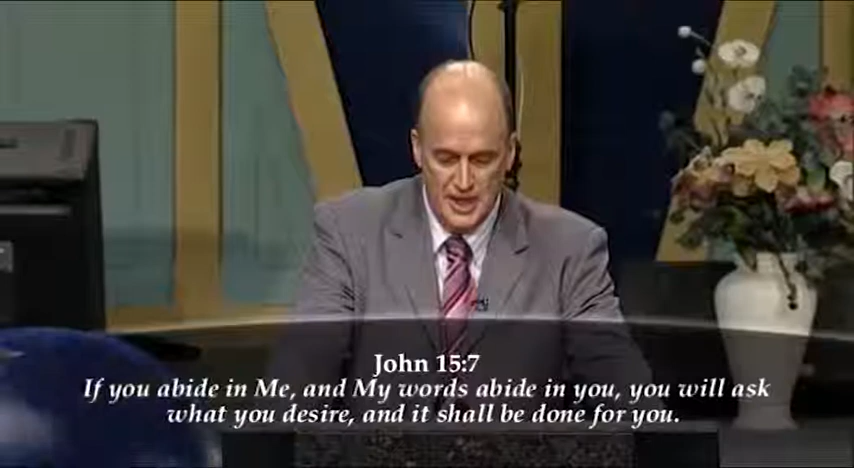 John 15:7
If you abide in Me, and My words abide in you, you will ask
what you desire, and it shall be done for you.